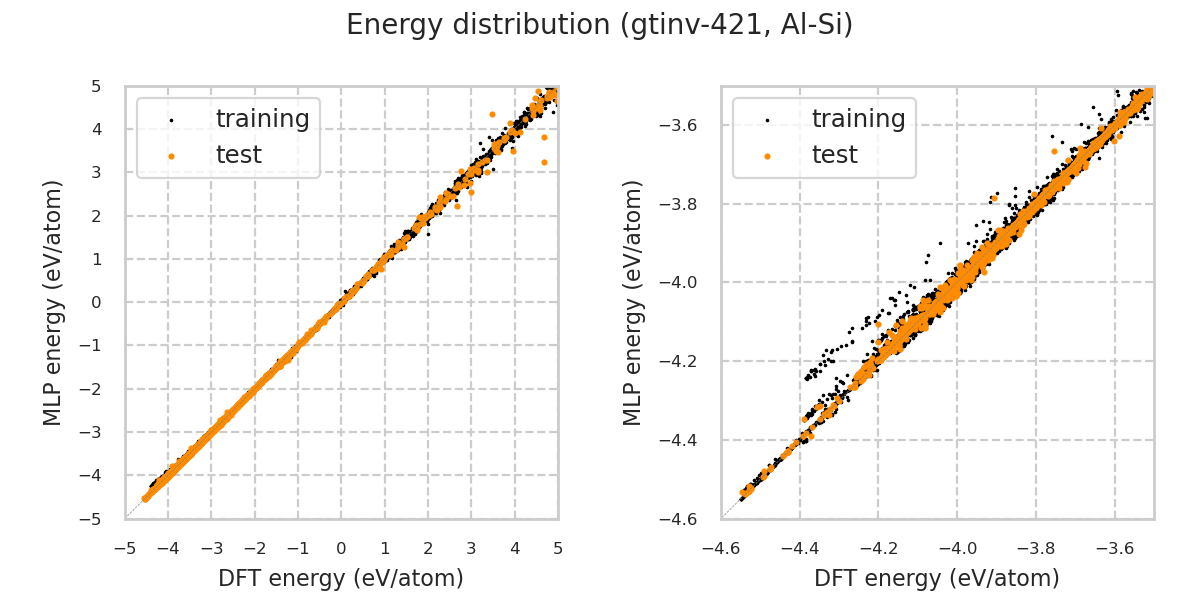 Energy distribution (gtinv-421, Al-Si)
training
test
5
4
3
2
1
0
−1
−2
−3
−4
−5
−5 −4 −3 −2 −1 0 1 2 3 4 5
MLP energy (eV/atom)
DFT energy (eV/atom)
training
test
−3.6
−3.8
−4.0
−4.2
−4.4
−4.6
−4.6 −4.4 −4.2 −4.0 −3.8 −3.6
MLP energy (eV/atom)
DFT energy (eV/atom)